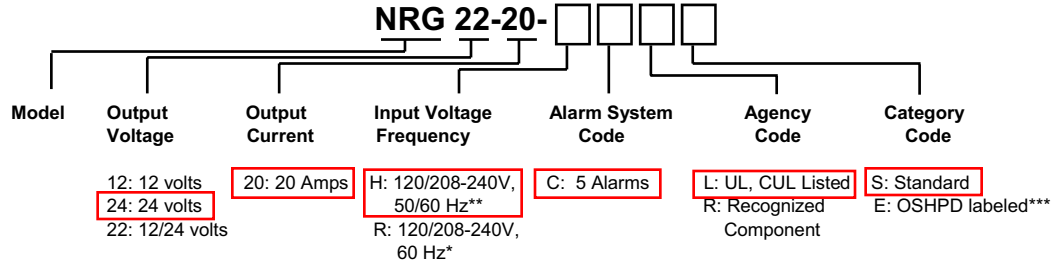 NRG 22-20-
Model
Output
Voltage
Output
Current
Input Voltage
Frequency
Alarm System
Code
Agency
Code
Category
Code
12: 12 volts
24: 24 volts
22: 12/24 volts
20: 20 Amps
H: 120/208-240V,
50/60 Hz**
R: 120/208-240V,
60 Hz*
C: 5 Alarms
L: UL, CUL Listed
R: Recognized
Component
S: Standard
E: OSHPD labeled***